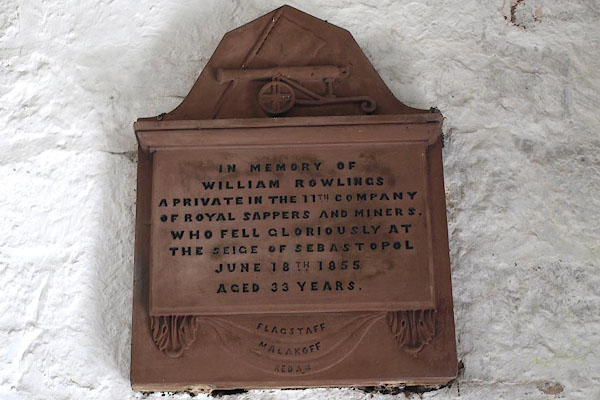 IN MEMORY OF
WILLIAM ROWLINGS
A PRIVATE IN THE 11TH COMPANY
OF ROYAL SAPPERS AND MINERS.
WHO FELL GLORIOUSLY AT
THE SEIGE OF SEBASTOPOL
JUNE 18TH 1855
AGED 33 YEARS.
FLAGSTAFF
MALAKOFF
REDAN